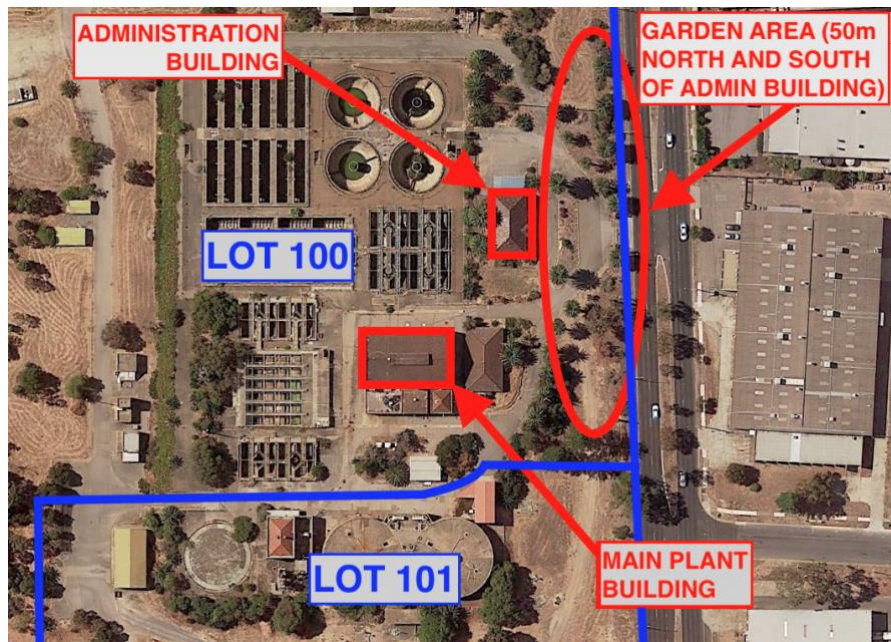 ADMINISTRATION
BUILDING
GARDEN AREA (50m
NORTH AND SOUTH
OF ADMIN BUILDING)
LOT 100
LOT 101
MAIN PLANT
BUILDING